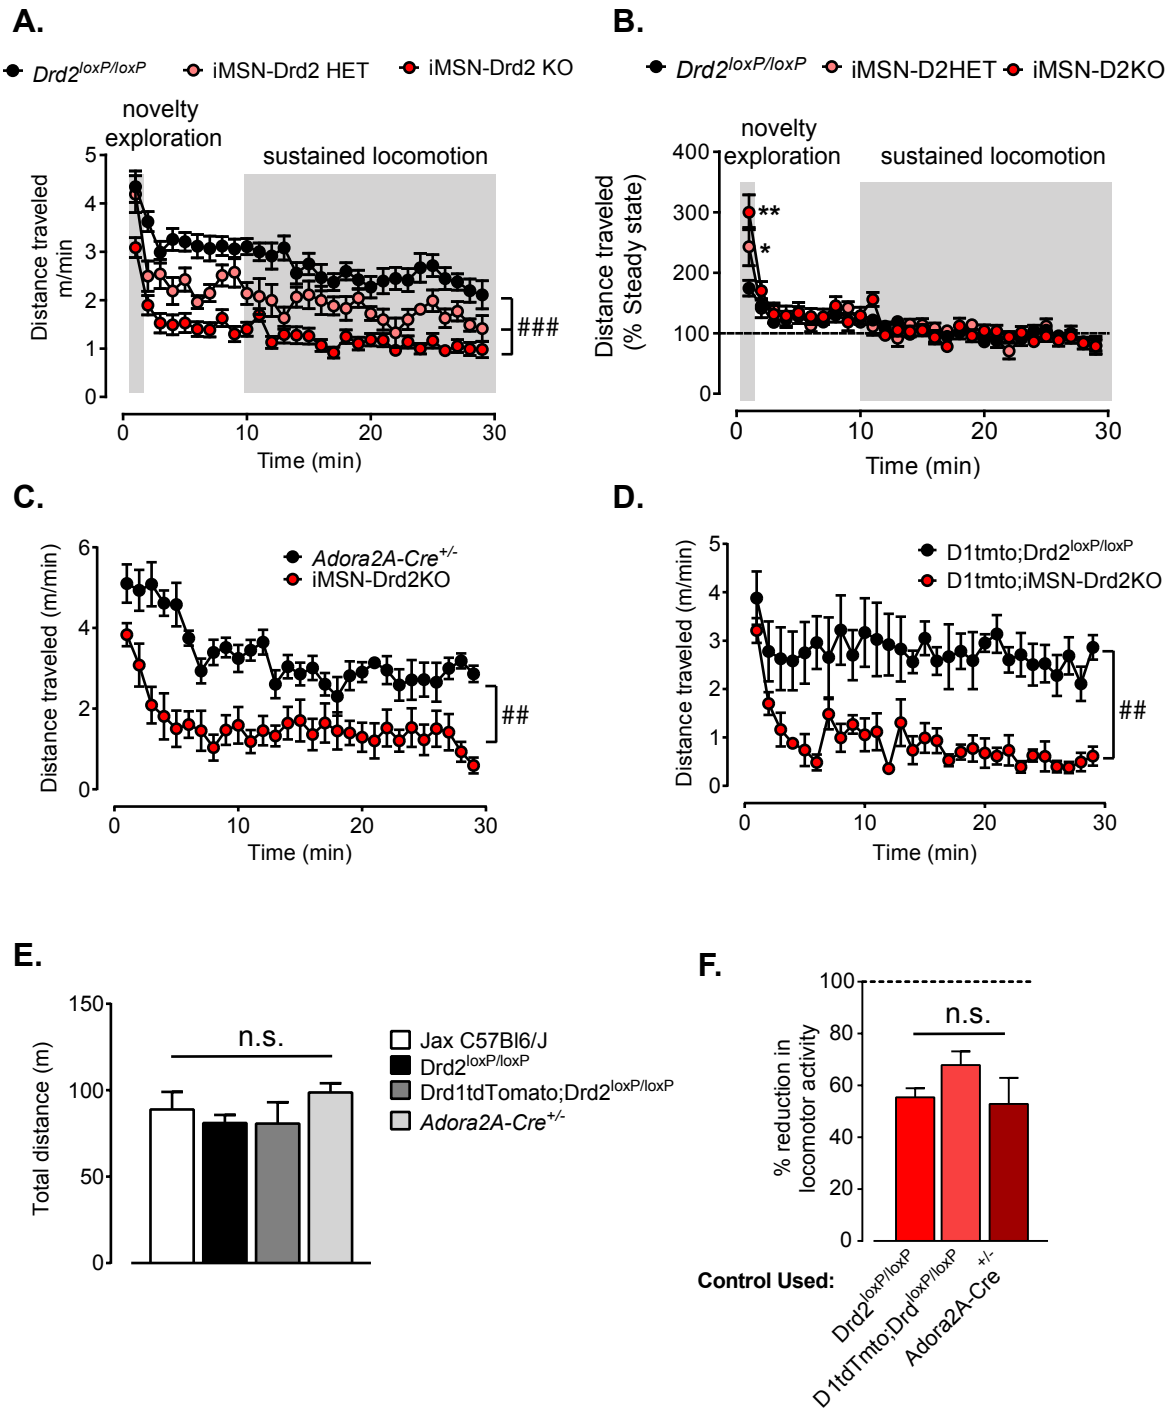 A.
B.
Drd2loxP/loxP iMSN-Drd2 HET iMSN-Drd2 KO
Drd2loxP/loxP iMSN-D2HET iMSN-D2KO
novelty
exploration
sustained locomotion
Distance traveled
m/min
5
4
3
2
1
0
###
0 10 20 30
Time (min)
novelty
exploration
sustained locomotion
Distance traveled
(% Steady state)
400
300
200
100
0
**
*
0 10 20 30
Time (min)
C.
D.
Distance traveled (m/min)
6
4
2
0
Adora2A-Cre+/-
iMSN-Drd2KO
##
0 10 20 30
Time (min)
Distance traveled (m/min)
5
4
3
2
1
0
D1tmto;Drd2loxP/loxP
D1tmto;iMSN-Drd2KO
##
0 10 20 30
Time (min)
E.
F.
Total distance (m)
150
100
50
0
n.s.
Jax C57Bl6/J
Drd2loxP/loxP
Drd1tdTomato;Drd2loxP/loxP
Adora2A-Cre+/-
% reduction in
locomotor activity
100
80
60
40
20
0
n.s.
Control Used:
Drd2loxP/loxP
D1tdTmto;DrdloxP/loxP
Adora2A-Cre+/-